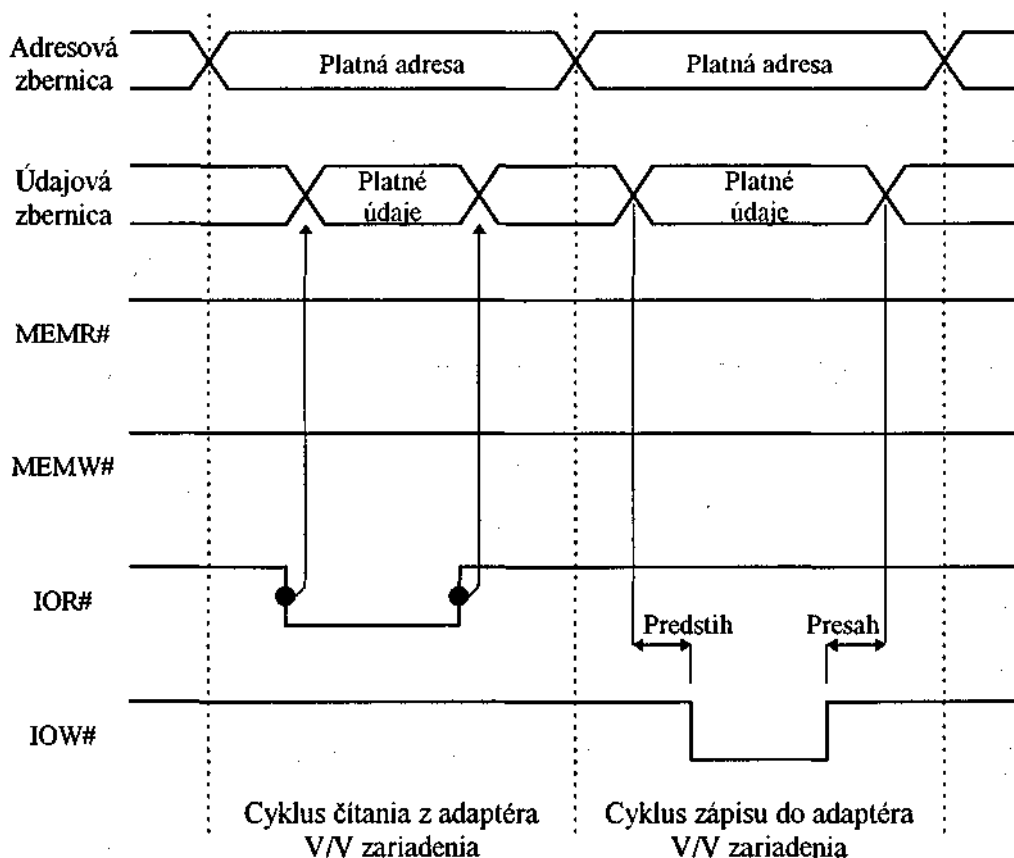 Adresová
zbernica
Platná adresa
Platná adresa
Údajová
zbernica
Platné
údaje
Platné
údaje
MEMR#
MEMW#
IOR#
Predstih
Presah
IOW#
Cyklus čítania z adaptéra
V/V zariadenia
Cyklus zápisu do adaptéra
V/V zariadenia